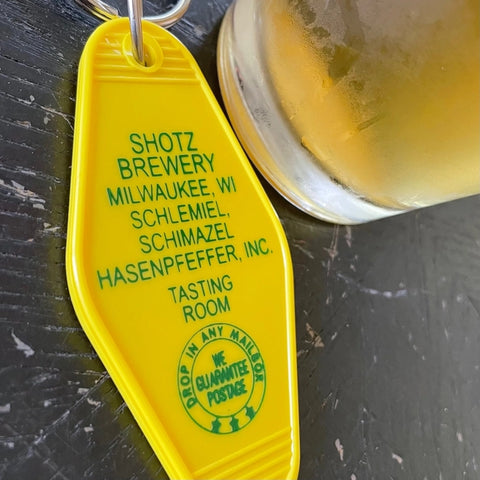 SHOTZ
BREWERY
MILWAUKEE, WI
SCHLEMIEL,
SCHIMAZEL
HASENPFEFFER, INC.
TASTING
ROOM
DROP IN ANY MAILBOX
WE
GUARANTEE
POSTAGE